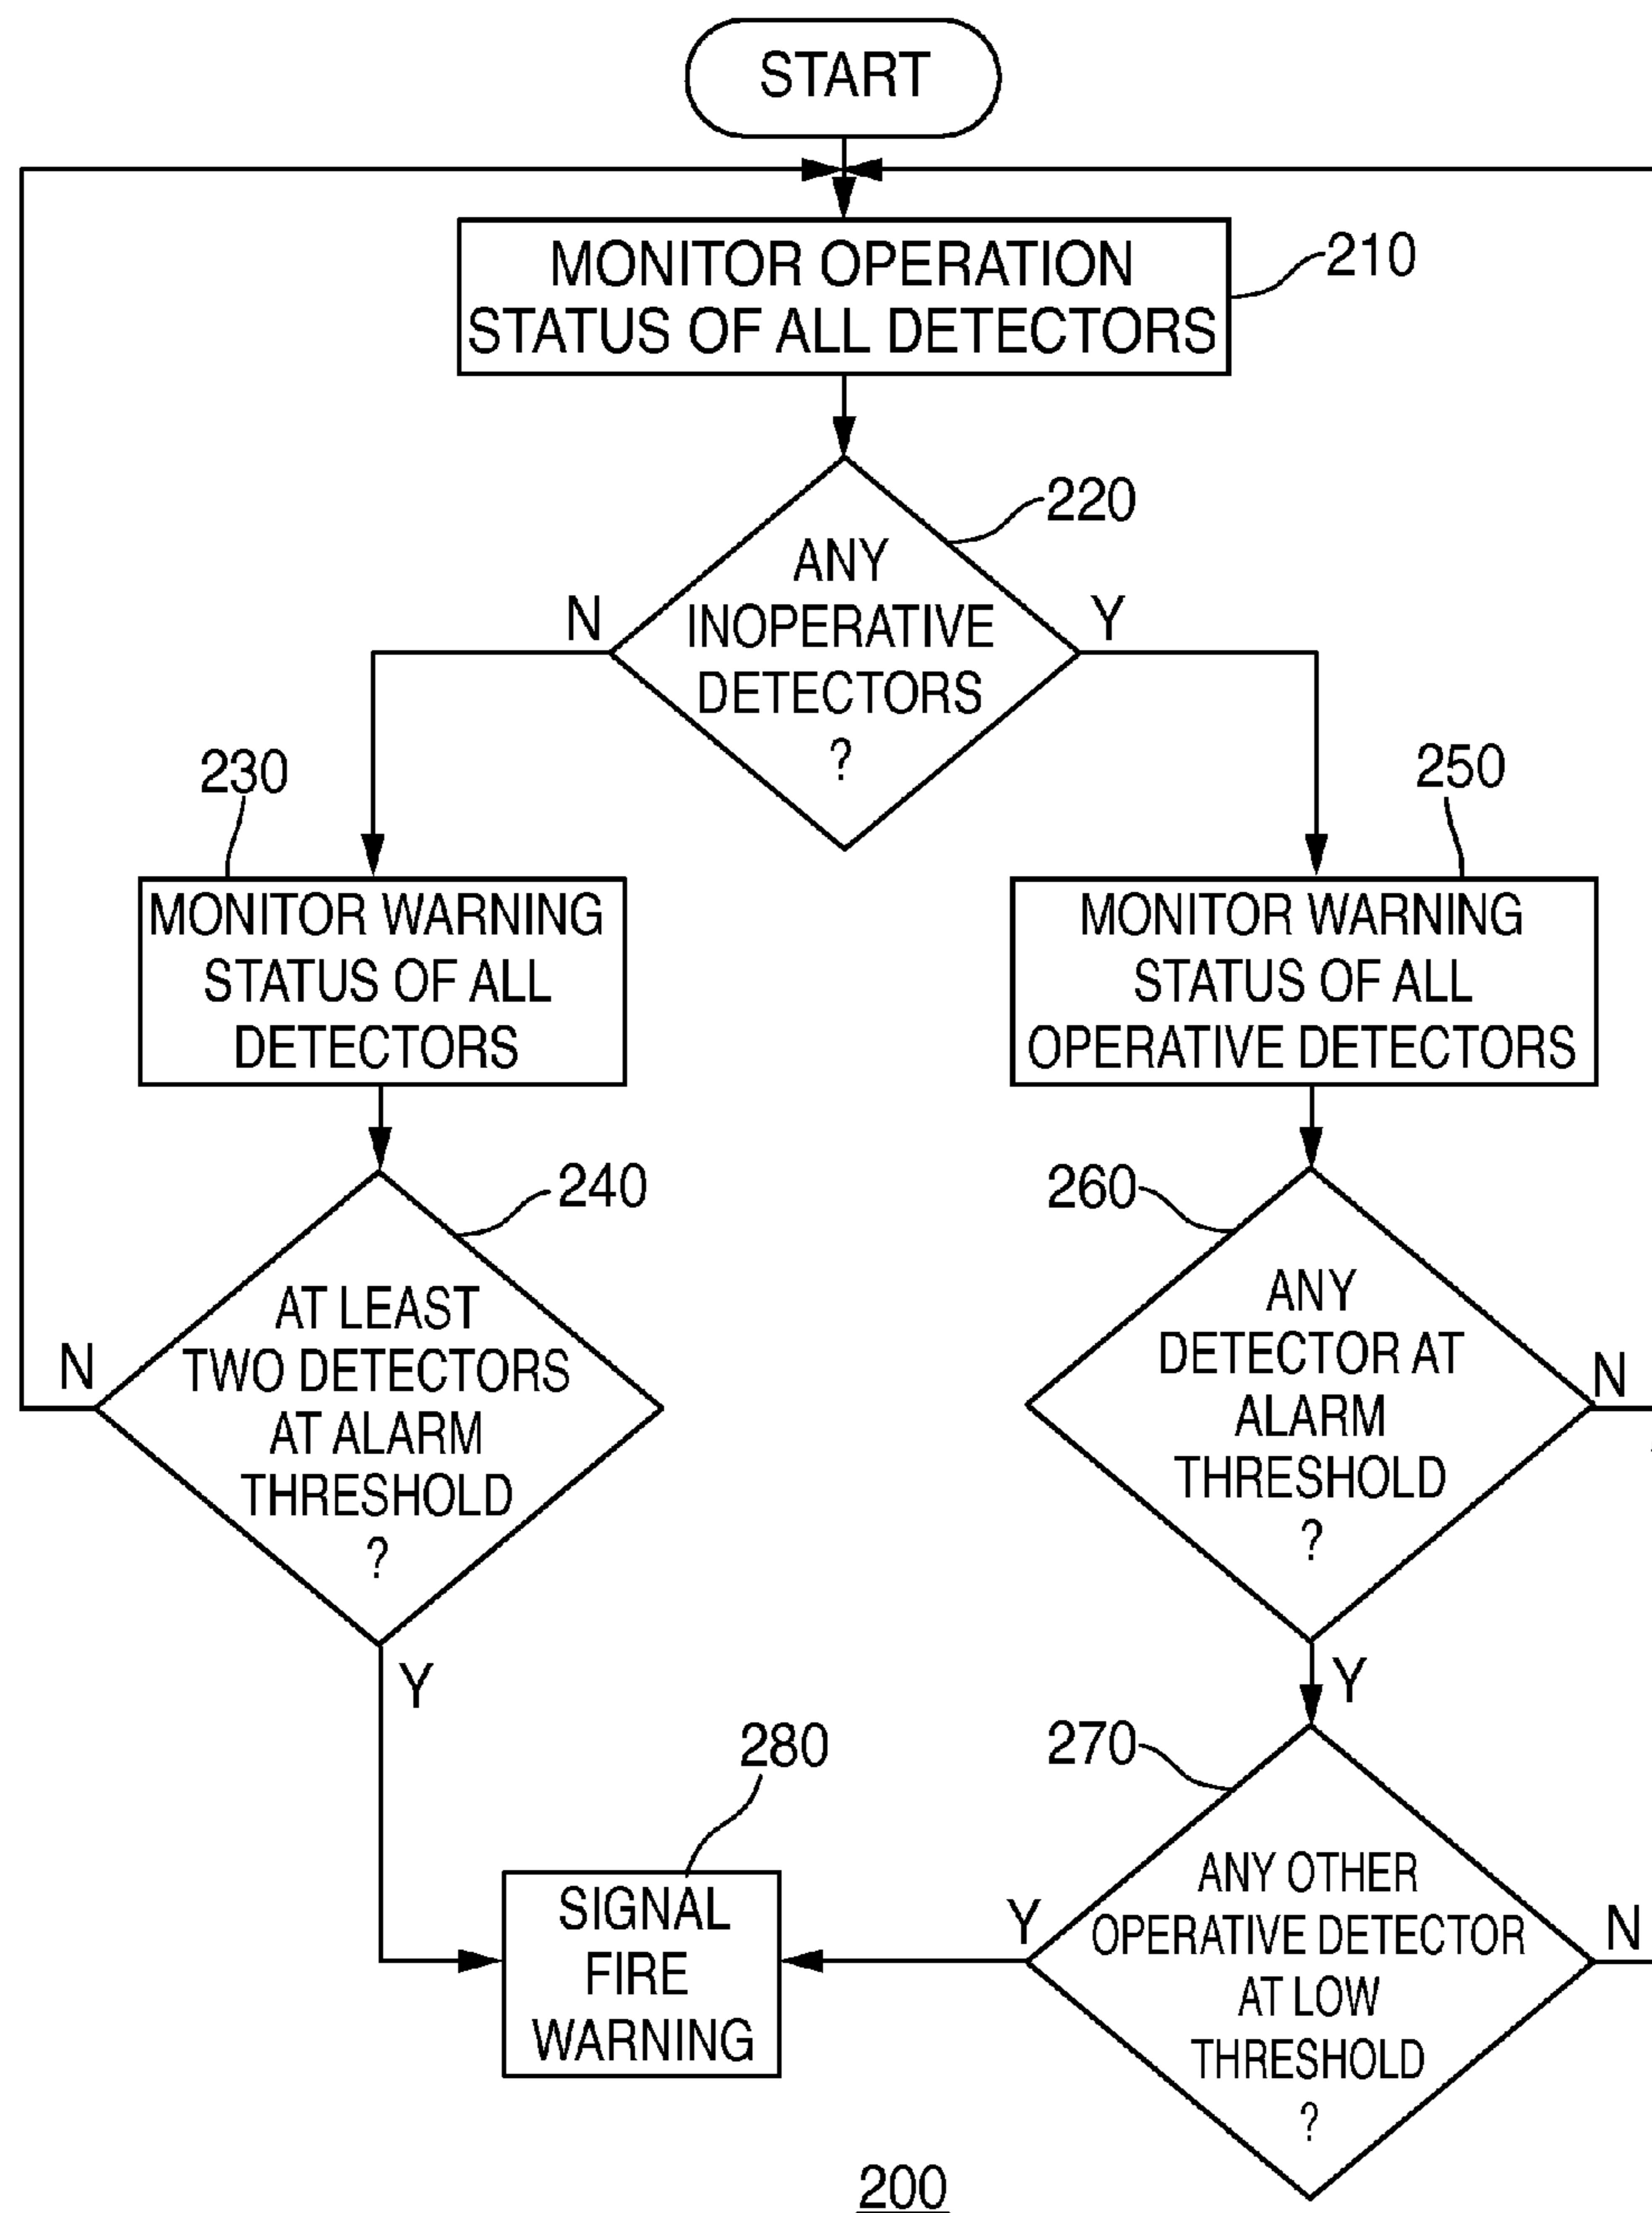 START
MONITOR OPERATION
STATUS OF ALL DETECTORS
210
220
ANY
INOPERATIVE
DETECTORS
?
N
Y
230
MONITOR WARNING
STATUS OF ALL
DETECTORS
250
MONITOR WARNING
STATUS OF ALL
OPERATIVE DETECTORS
240
AT LEAST
TWO DETECTORS
AT ALARM
THRESHOLD
?
N
Y
260
ANY
DETECTOR AT
ALARM
THRESHOLD
?
N
Y
280
SIGNAL
FIRE
WARNING
270
ANY OTHER
OPERATIVE DETECTOR
AT LOW
THRESHOLD
?
Y
N
200